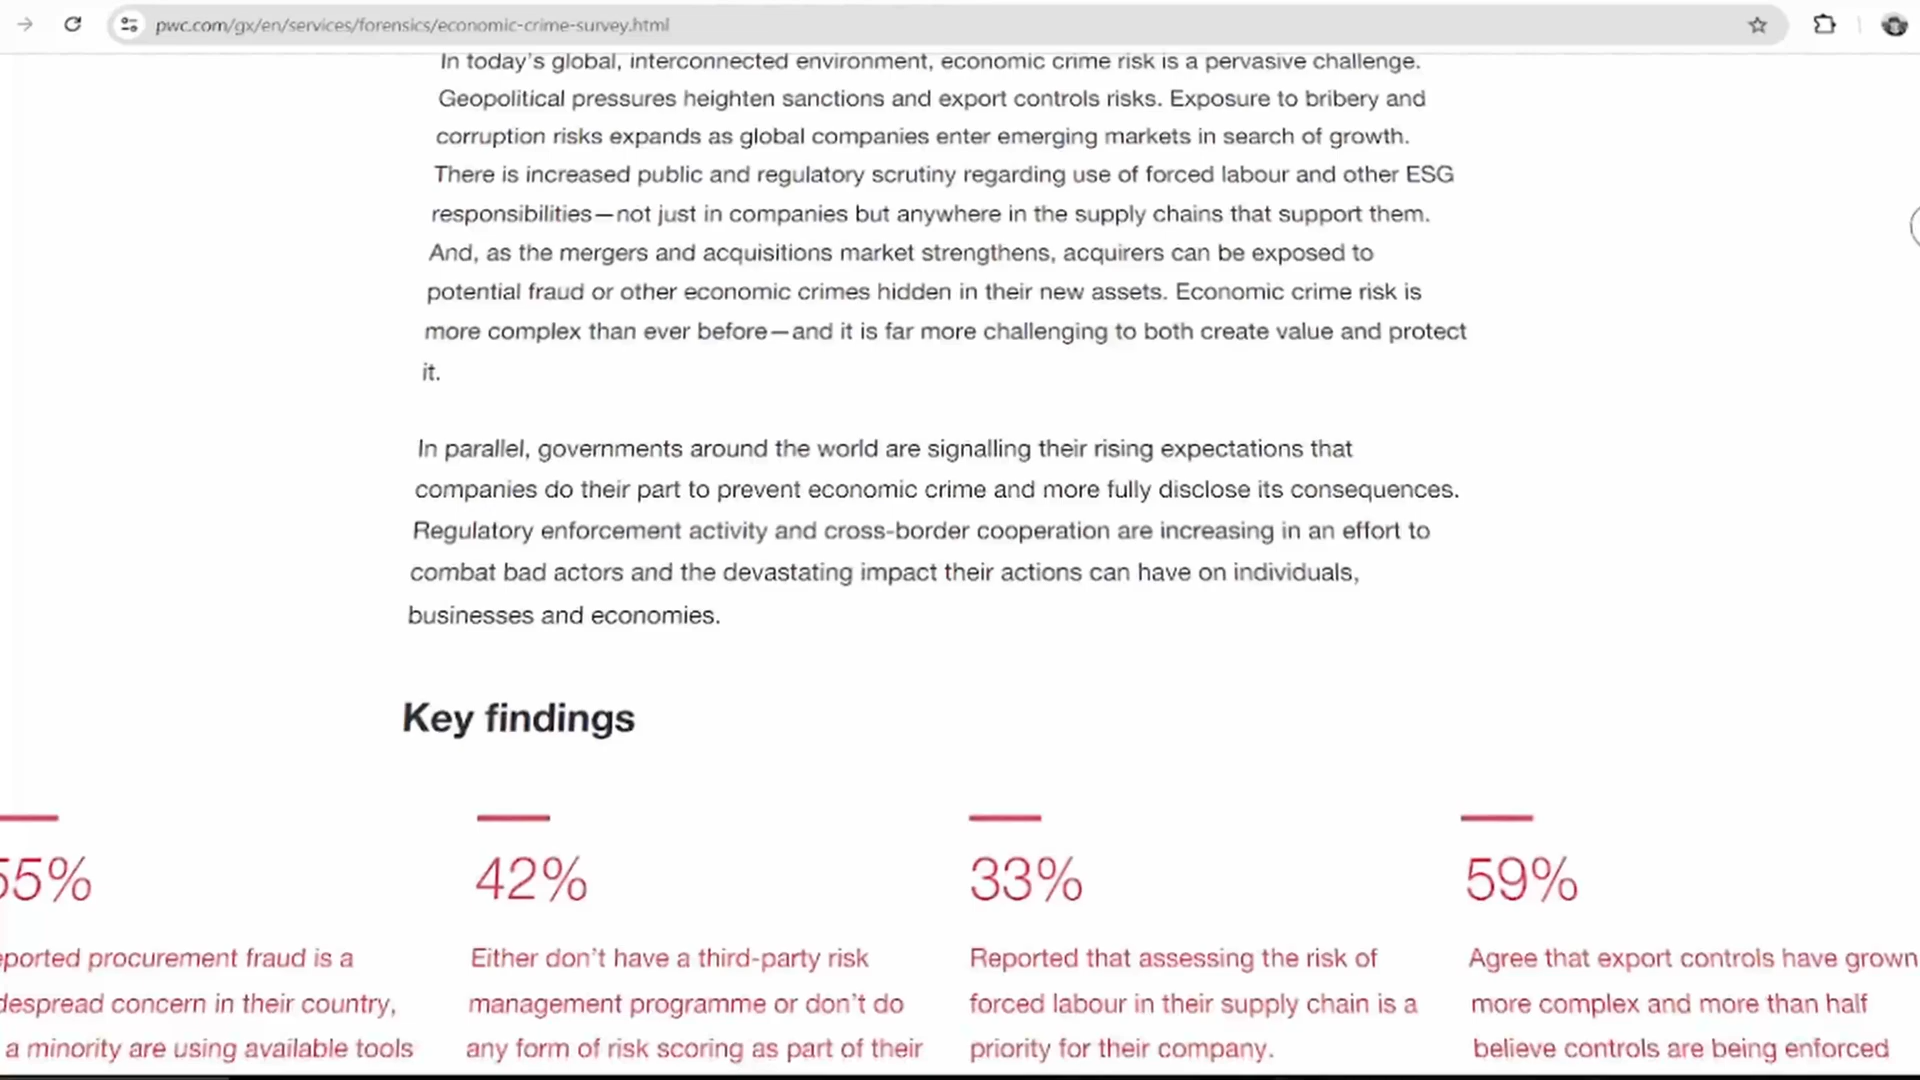 pwc.com/gx/en/services/forensics/economic-crime-survey.html
In today's global, interconnected environment, economic crime risk is a pervasive challenge.
Geopolitical pressures heighten sanctions and export controls risks. Exposure to bribery and
corruption risks expands as global companies enter emerging markets in search of growth.
There is increased public and regulatory scrutiny regarding use of forced labour and other ESG
responsibilities—not just in companies but anywhere in the supply chains that support them.
And, as the mergers and acquisitions market strengthens, acquirers can be exposed to
potential fraud or other economic crimes hidden in their new assets. Economic crime risk is
more complex than ever before—and it is far more challenging to both create value and protect
it.
In parallel, governments around the world are signalling their rising expectations that
companies do their part to prevent economic crime and more fully disclose its consequences.
Regulatory enforcement activity and cross-border cooperation are increasing in an effort to
combat bad actors and the devastating impact their actions can have on individuals,
businesses and economies.
Key findings
55%
ported procurement fraud is a
despread concern in their country,
a minority are using available tools
42%
Either don't have a third-party risk
management programme or don't do
any form of risk scoring as part of their
33%
Reported that assessing the risk of
forced labour in their supply chain is a
priority for their company.
59%
Agree that export controls have grown
more complex and more than half
believe controls are being enforced